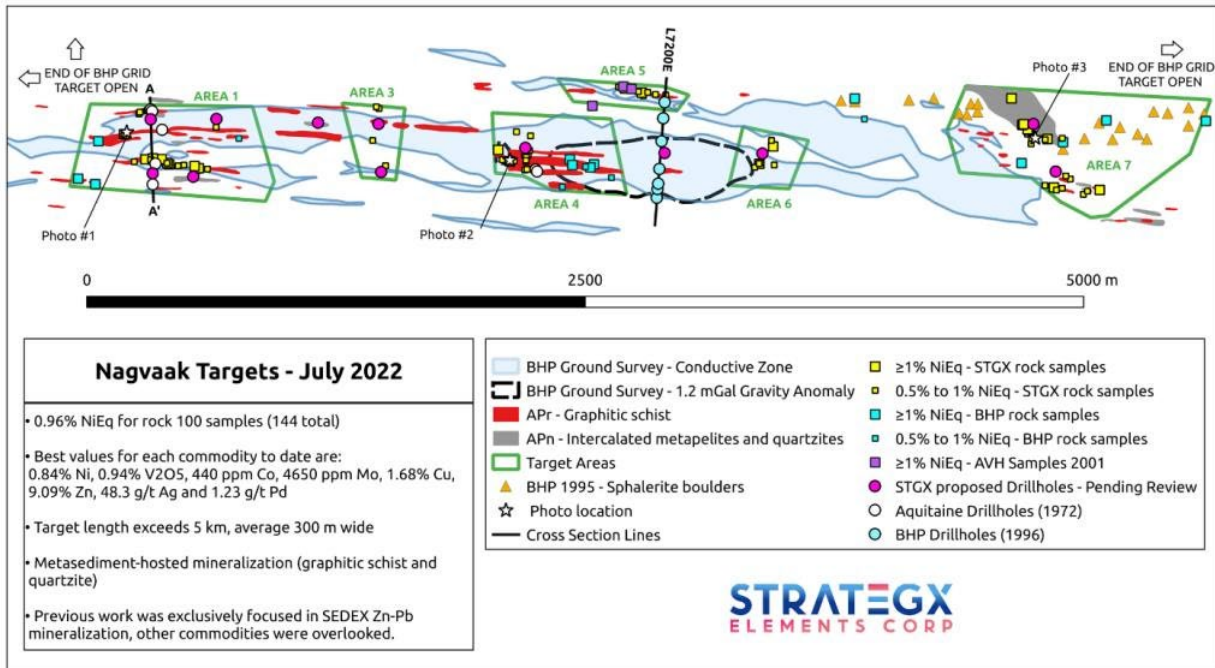 END OF BHP GRID
TARGET OPEN
A
AREA 1
AREA 3
AREA 5
L7200E
Photo #3
END OF BHP GRID
TARGET OPEN
AREA 7
A'
AREA 4
AREA 6
Photo #1
Photo #2
0
2500
5000 m
Nagvaak Targets - July 2022
• 0.96% NiEq for rock 100 samples (144 total)
• Best values for each commodity to date are:
0.84% Ni, 0.94% V2O5, 440 ppm Co, 4650 ppm Mo, 1.68% Cu,
9.09% Zn, 48.3 g/t Ag and 1.23 g/t Pd
• Target length exceeds 5 km, average 300 m wide
• Metasediment-hosted mineralization (graphitic schist and
quartzite)
• Previous work was exclusively focused in SEDEX Zn-Pb
mineralization, other commodities were overlooked.
BHP Ground Survey - Conductive Zone
BHP Ground Survey - 1.2 mGal Gravity Anomaly
APr - Graphitic schist
APn - Intercalated metapelites and quartzites
Target Areas
BHP 1995 - Sphalerite boulders
Photo location
Cross Section Lines
≥1% NiEq - STGX rock samples
0.5% to 1% NiEq - STGX rock samples
≥1% NiEq - BHP rock samples
0.5% to 1% NiEq - BHP rock samples
≥1% NiEq - AVH Samples 2001
STGX proposed Drillholes - Pending Review
Aquitaine Drillholes (1972)
BHP Drillholes (1996)
STRATEGX
ELEMENTS CORP